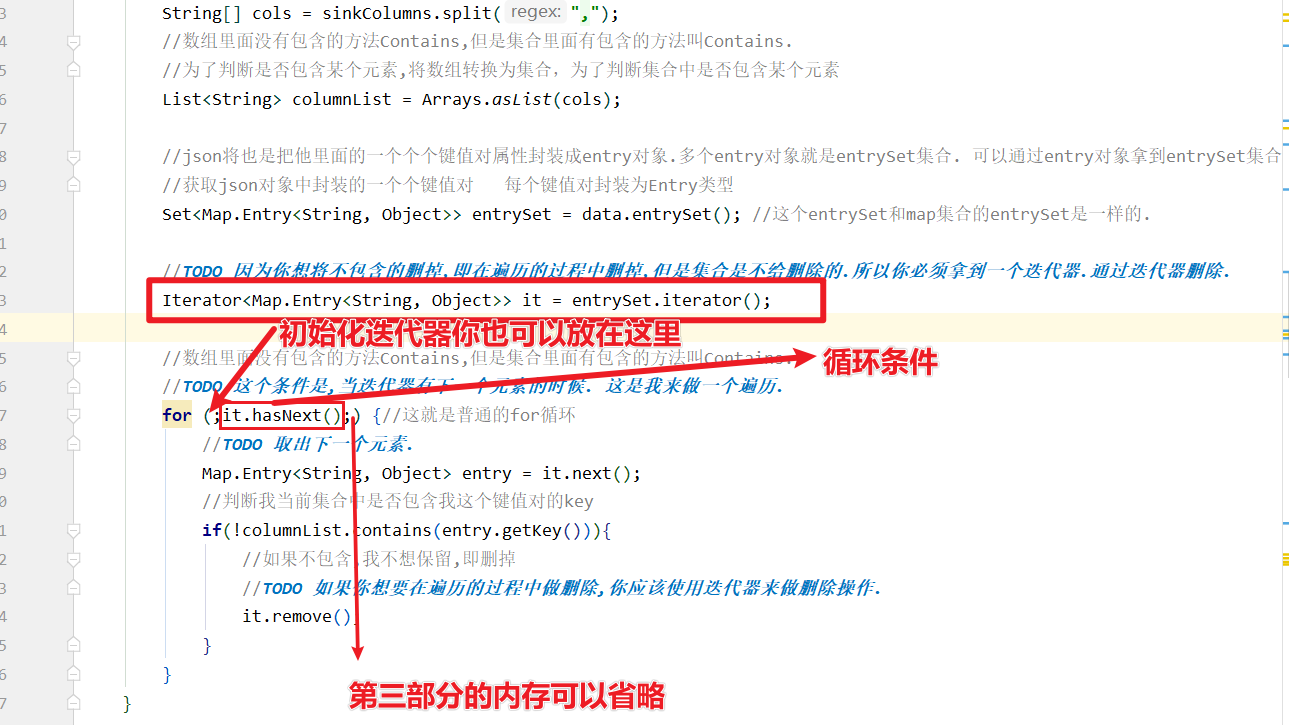 3 String[] cols = sinkColumns.split( regex: ",");
4 //数组里面没有包含的方法Contains,但是集合里面有包含的方法叫Contains.
5 //为了判断是否包含某个元素,将数组转换为集合，为了判断集合中是否包含某个元素
6 List<String> columnList = Arrays.asList(cols);
7
8 //json将也是把他里面的一个个个键值对属性封装成entry对象.多个entry对象就是entrySet集合. 可以通过entry对象拿到entrySet集合
9 //获取json对象中封装的一个个键值对 每个键值对封装为Entry类型
0 Set<Map.Entry<String, Object>> entrySet = data.entrySet(); //这个entrySet和map集合的entrySet是一样的.
1
2 //TODO 因为你想将不包含的删掉,即在遍历的过程中删掉,但是集合是不给删除的.所以你必须拿到一个迭代器.通过迭代器删除.
3 Iterator<Map.Entry<String, Object>> it = entrySet.iterator();
4 初始化迭代器你也可以放在这里
5 //数组里面没有包含的方法Contains,但是集合里面有包含的方法叫Contains.
循环条件
6 //TODO 这个条件是,当迭代器有下一个元素的时候. 这是我来做一个遍历.
7 for (;it.hasNext();) {//这就是普通的for循环
8 //TODO 取出下一个元素.
9 Map.Entry<String, Object> entry = it.next();
0 //判断我当前集合中是否包含我这个键值对的key
1 if(!columnList.contains(entry.getKey())){
2 //如果不包含,我不想保留,即删掉
3 //TODO 如果你想要在遍历的过程中做删除,你应该使用迭代器来做删除操作.
4 it.remove();
5 }
6 }
第三部分的内存可以省略
7 }